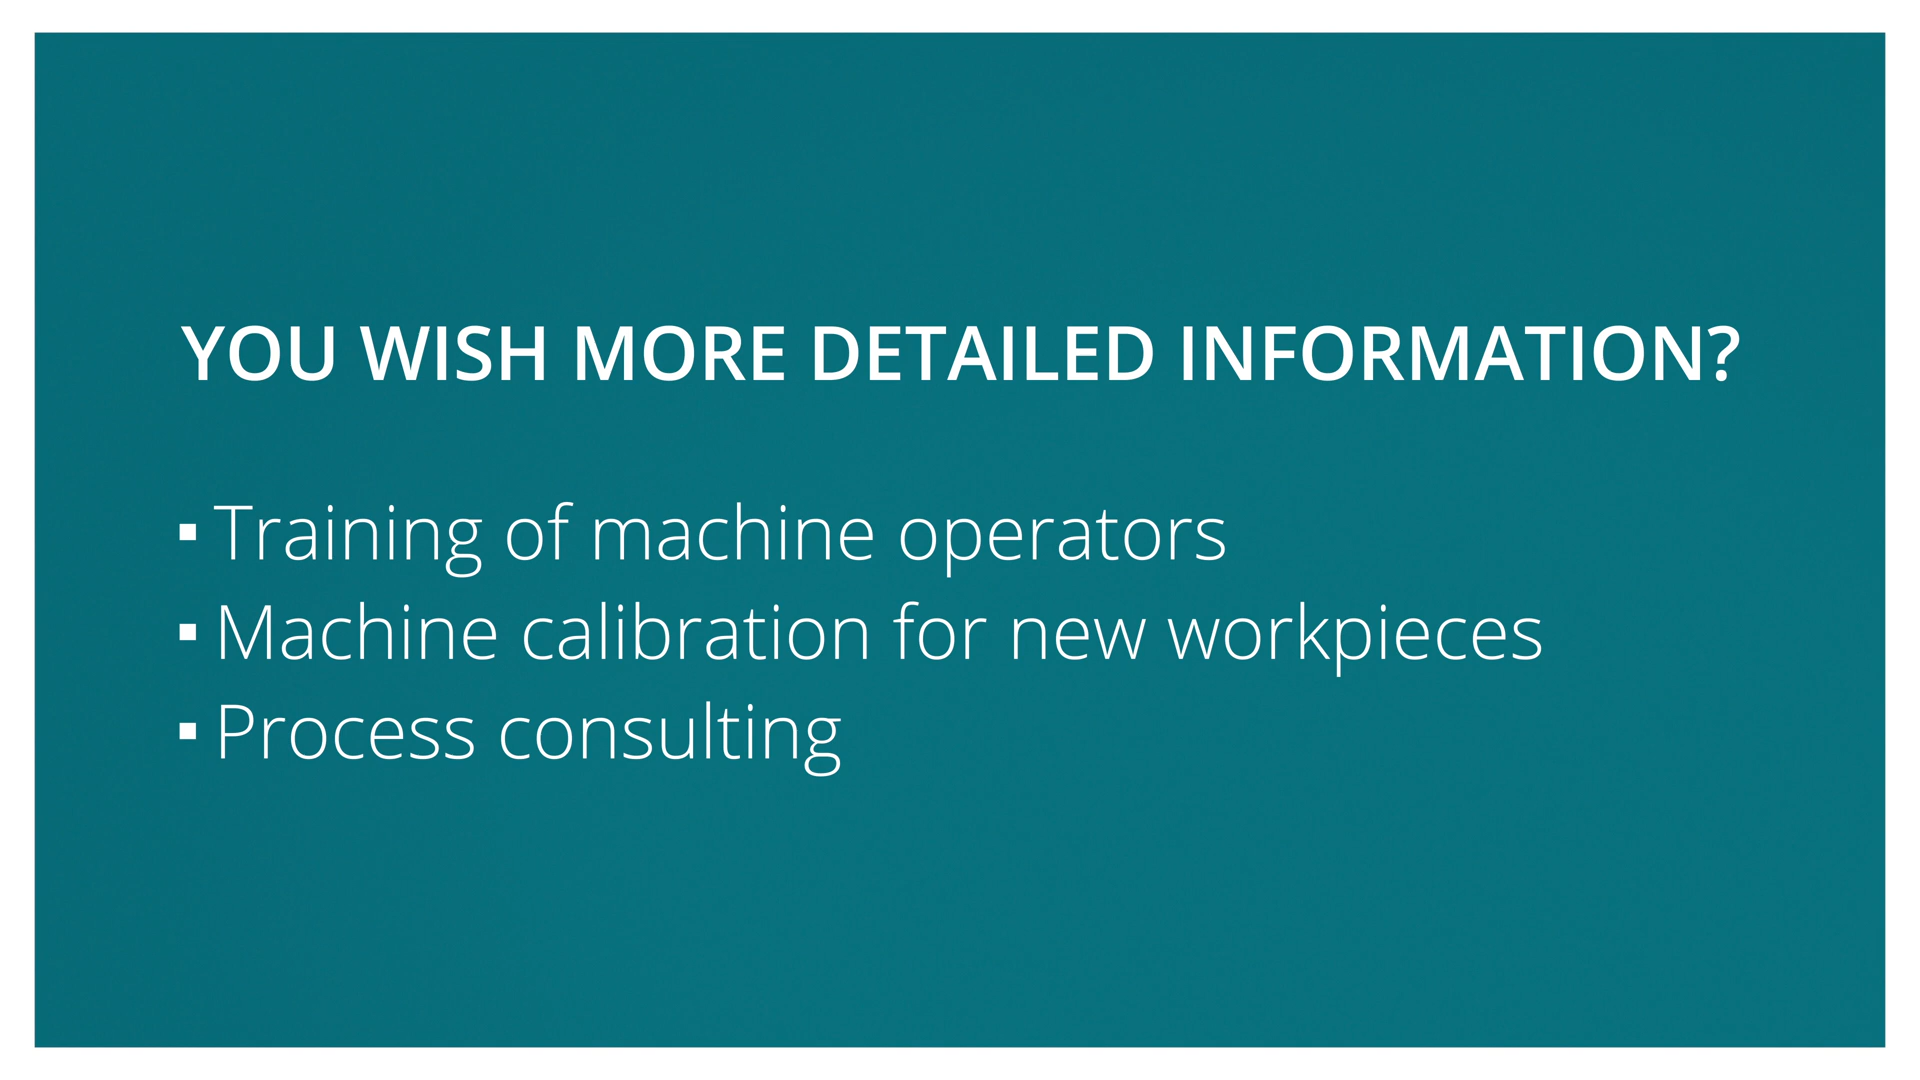 YOU WISH MORE DETAILED INFORMATION?
▪ Training of machine operators
▪ Machine calibration for new workpieces
▪ Process consulting